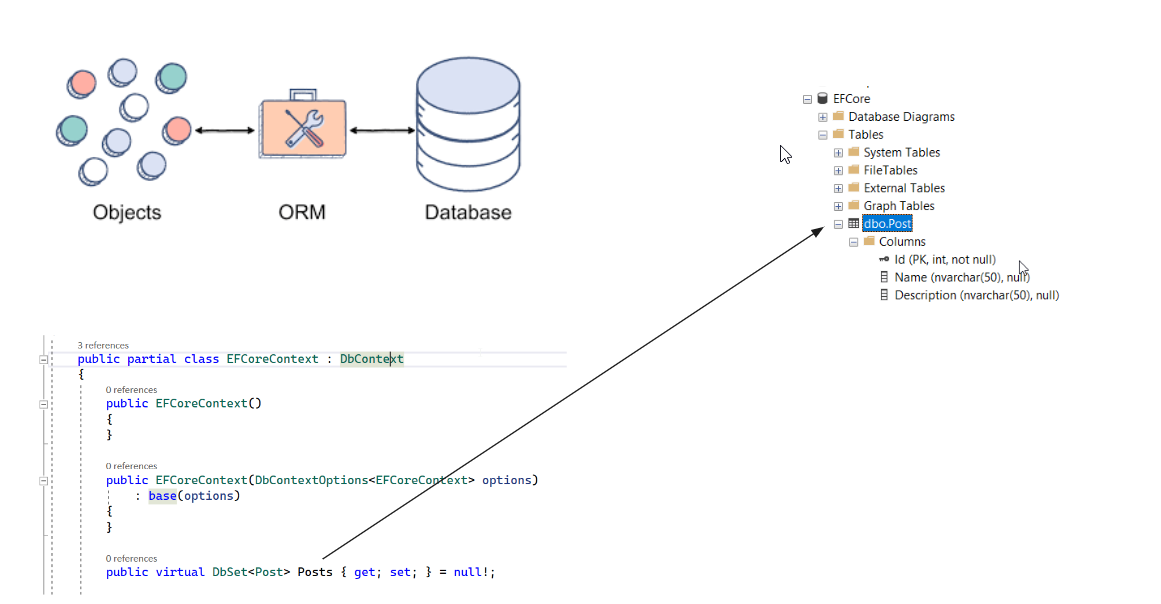 Objects
ORM
Database
EFCore
Database Diagrams
Tables
System Tables
FileTables
External Tables
Graph Tables
dbo.Post
Columns
Id (PK, int, not null)
Name (nvarchar(50), null)
Description (nvarchar(50), null)
3 references
public partial class EFCoreContext : DbContext
{
0 references
public EFCoreContext()
{
}
0 references
public EFCoreContext(DbContextOptions<EFCoreContext> options)
: base(options)
{
}
0 references
public virtual DbSet<Post> Posts { get; set; } = null!;